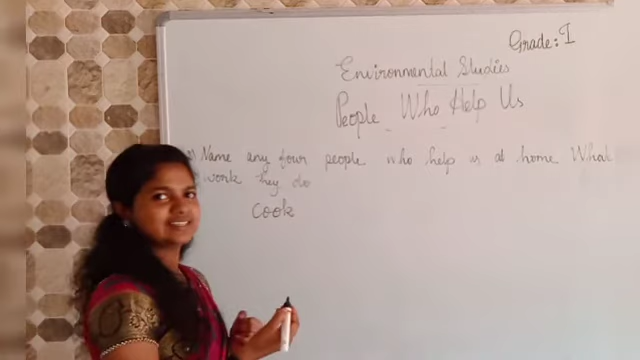 Grade: I
Environmental Studies
People Who Help Us
Name any four people who help us at home What
work they do
cook